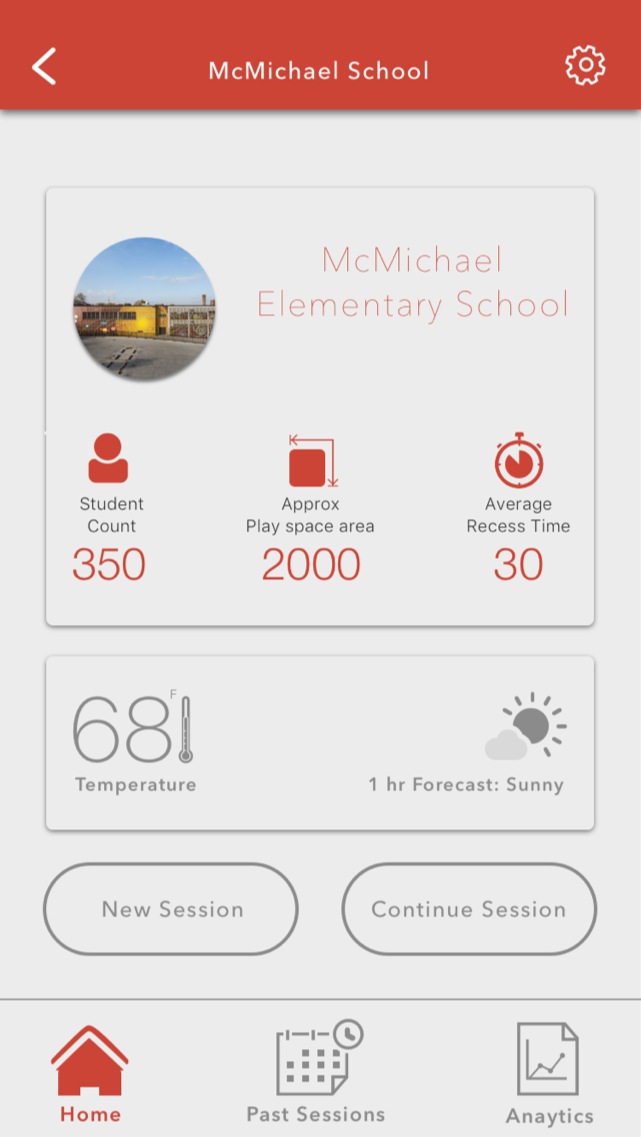 McMichael School
McMichael
Elementary School
Student
Count
350
Approx
Play space area
2000
Average
Recess Time
30
68 F
Temperature
1 hr Forecast: Sunny
New Session
Continue Session
Home
Past Sessions
Anaytics